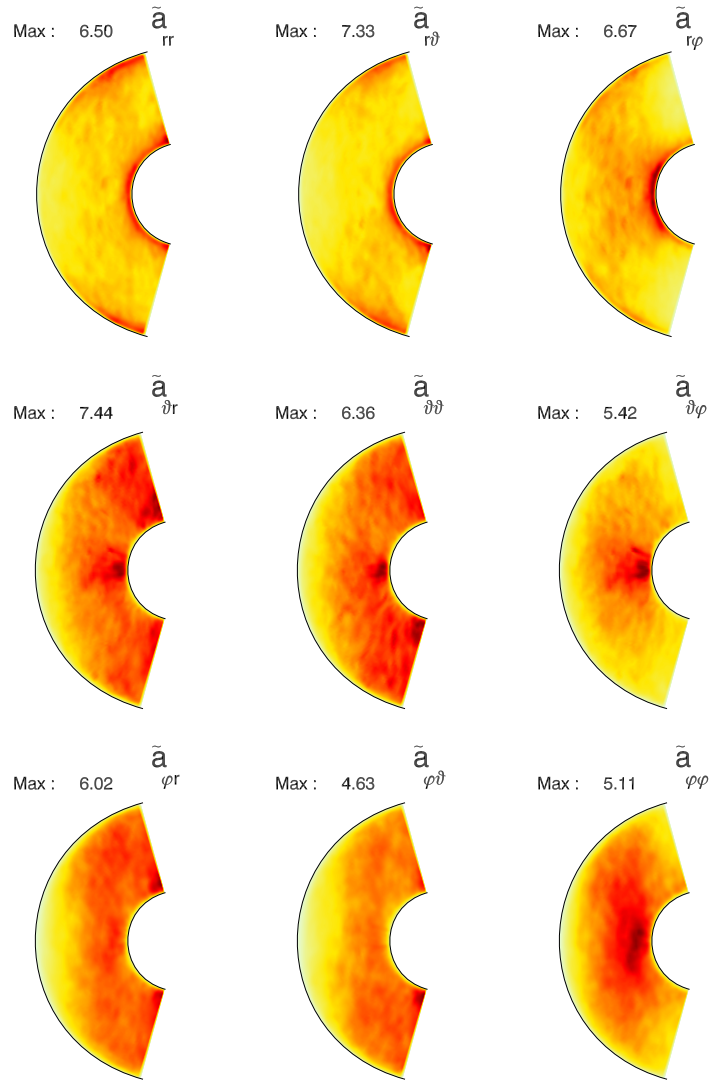 Max : 6.50 ã rr
Max : 7.33 ã rϑ
Max : 6.67 ã rφ
Max : 7.44 ã ϑr
Max : 6.36 ã ϑϑ
Max : 5.42 ã ϑφ
Max : 6.02 ã φr
Max : 4.63 ã φϑ
Max : 5.11 ã φφ